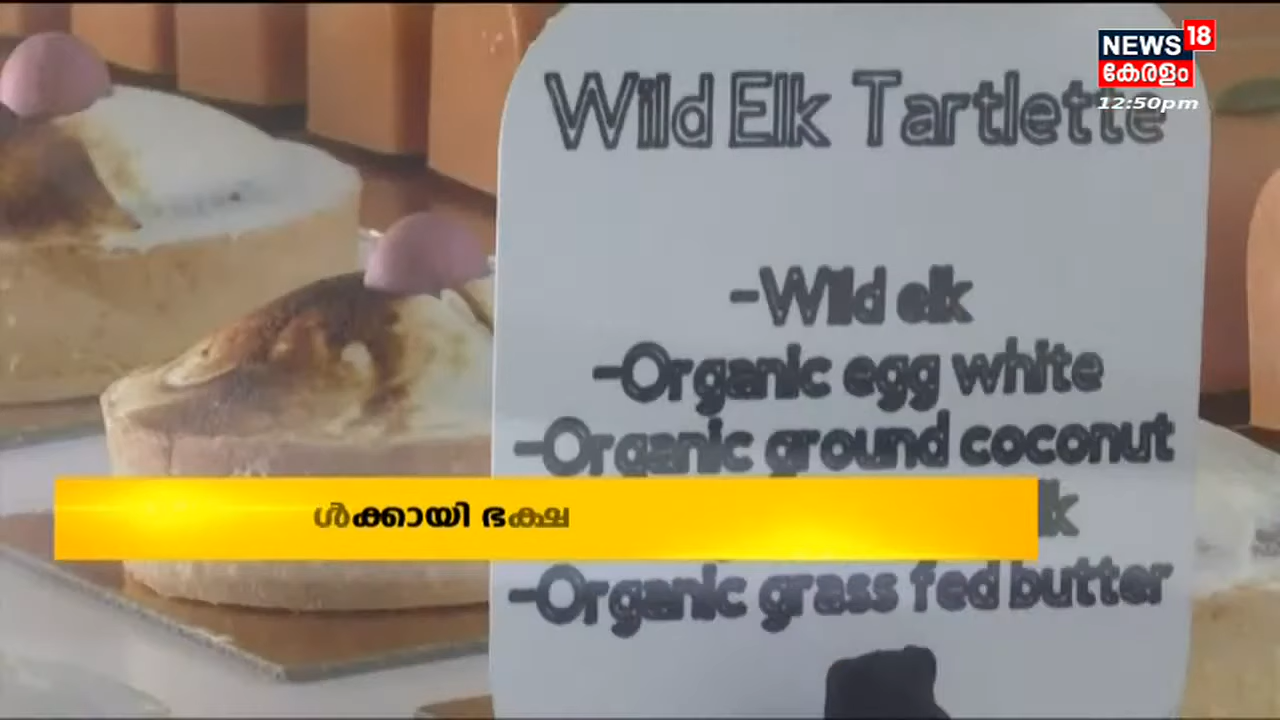 NEWS 18
കേരളം
12:50pm
Wild Elk Tartlette
-Wild elk
-Organic egg white
-Organic ground coconut
ൾക്കായി ഭക്ഷ
-Organic grass fed butter